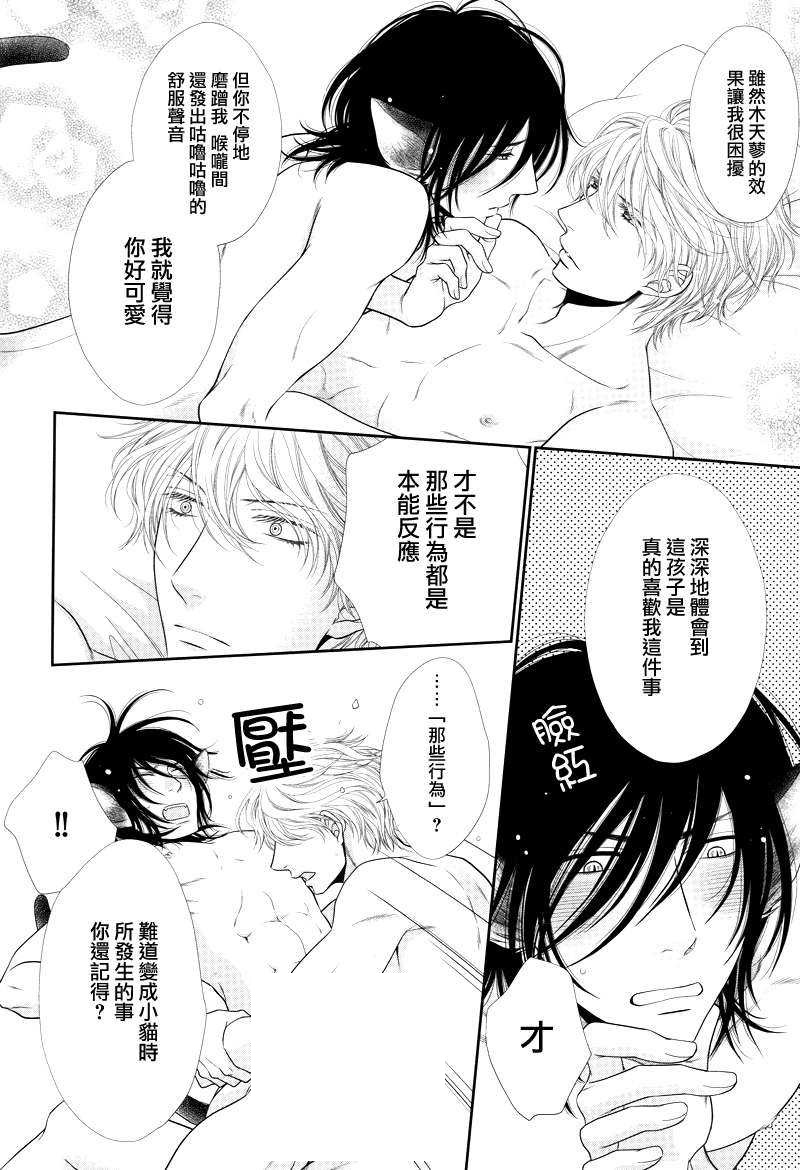 雖然木天蓼的效
果讓我很困擾
但你不停地
磨蹭我 喉嚨間
還發出咕嚕咕嚕的
舒服聲音
我就覺得
你好可愛
深深地體會到
這孩子是
真的喜歡我這件事
臉紅
才
才不是
那些行為都是
本能反應
……「那些行為」?
壓
!!
難道變成小貓時
所發生的事
你還記得?